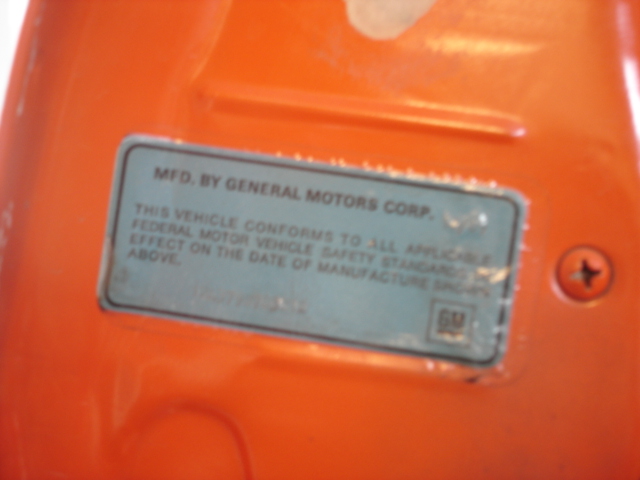 MFD. BY GENERAL MOTORS CORP.
THIS VEHICLE CONFORMS TO ALL APPLICABLE
FEDERAL MOTOR VEHICLE SAFETY STANDARDS
EFFECT ON THE DATE OF MANUFACTURE SHOWN
ABOVE.
GM